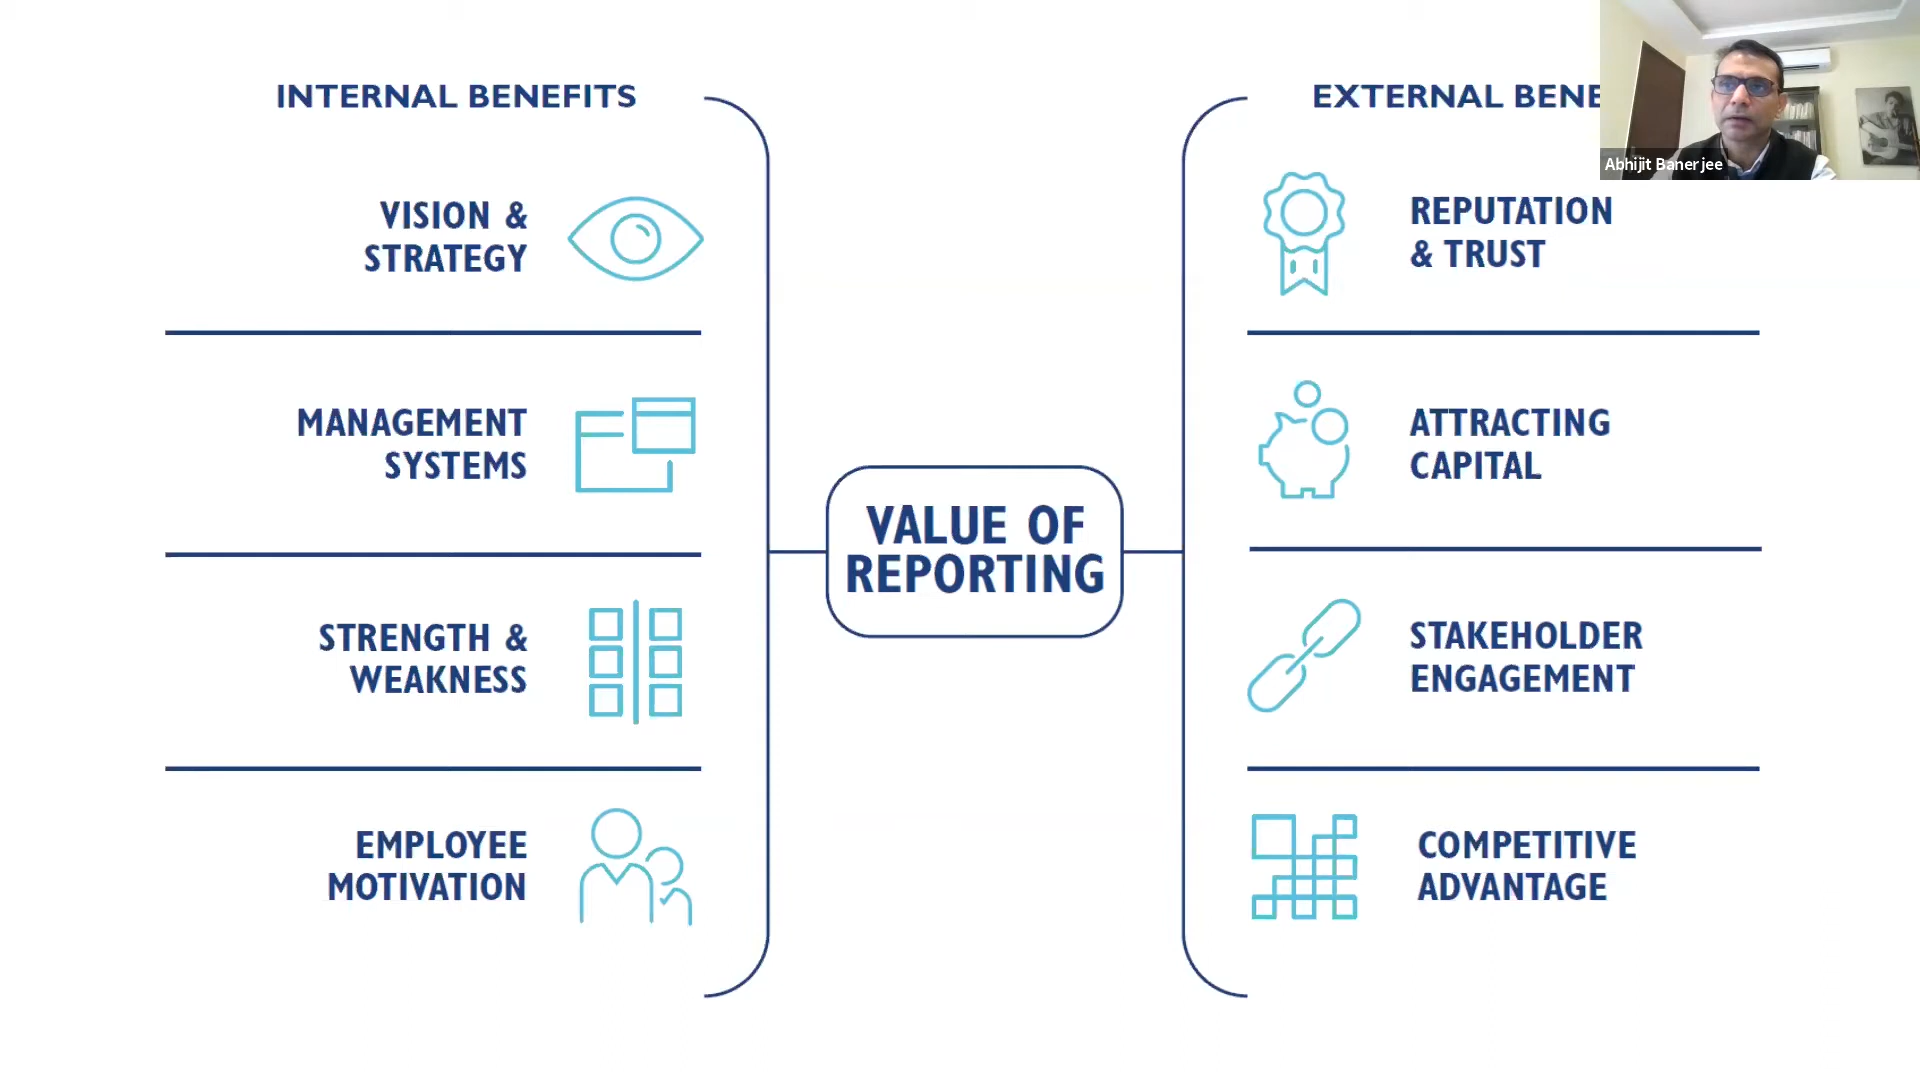 INTERNAL BENEFITS
VISION &
STRATEGY
MANAGEMENT
SYSTEMS
STRENGTH &
WEAKNESS
EMPLOYEE
MOTIVATION
VALUE OF
REPORTING
EXTERNAL BENE
REPUTATION
& TRUST
ATTRACTING
CAPITAL
STAKEHOLDER
ENGAGEMENT
COMPETITIVE
ADVANTAGE
Abhijit Banerjee